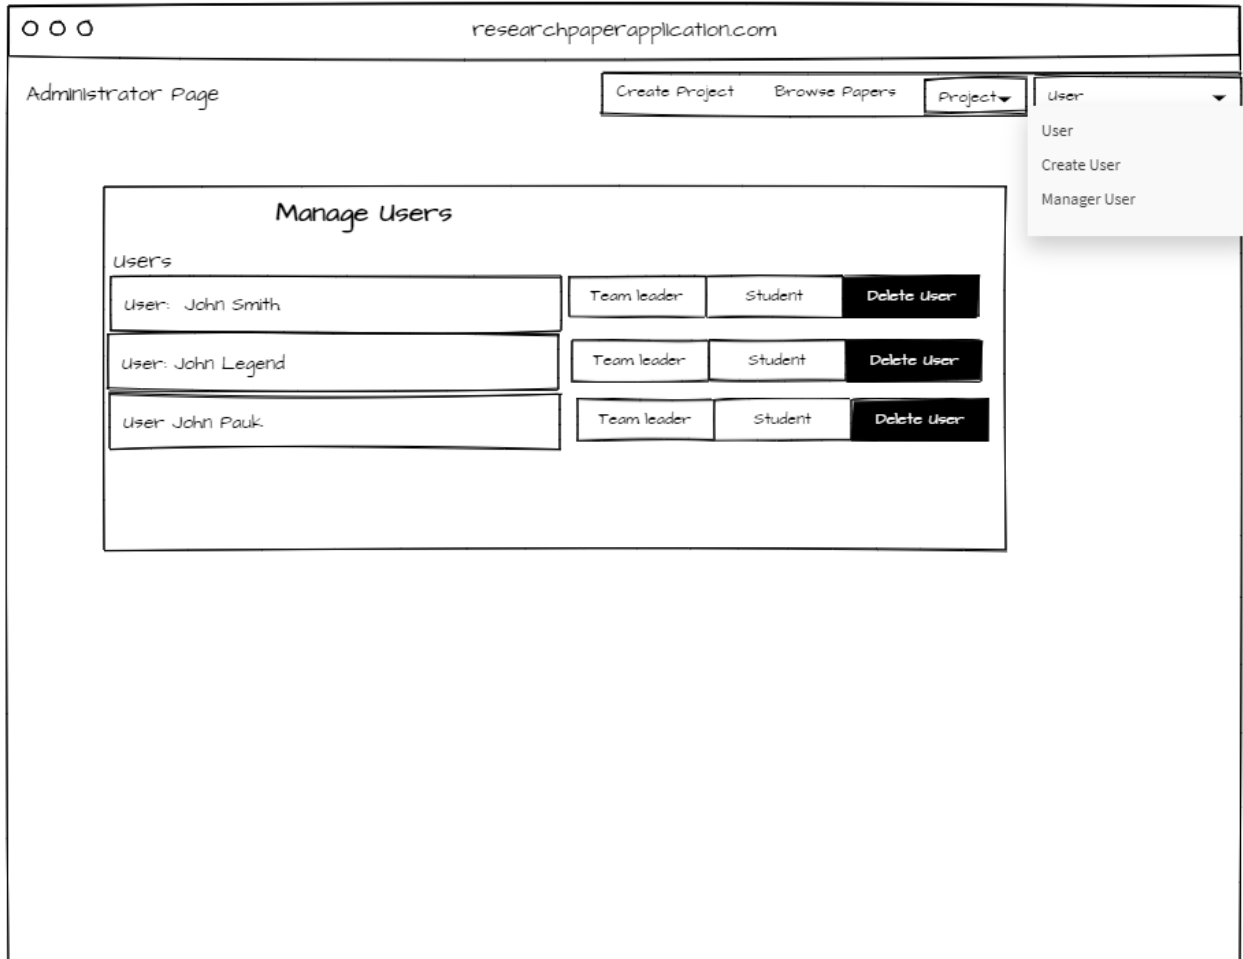 researchpaperapplication.com
Administrator Page
Create Project Browse Papers Project User
User
Create User
Manager User
Manage Users
Users
User: John Smith Team leader Student Delete User
User: John Legend Team leader Student Delete User
User John Pauk Team leader Student Delete User